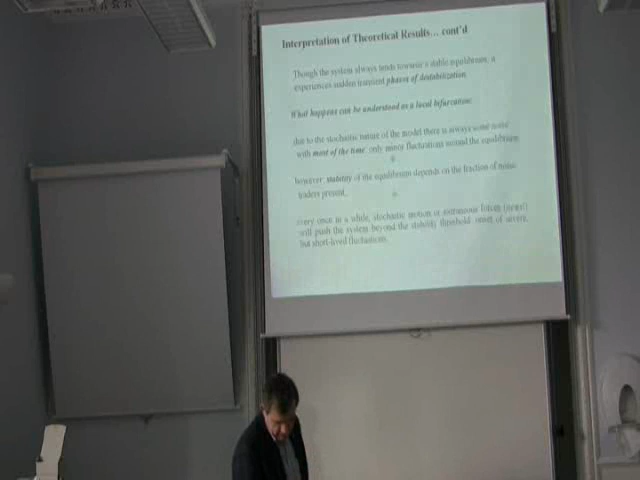 Interpretation of Theoretical Results... cont'd
Though the system always tends towards a stable equilibrium, it
experiences sudden transient phases of destabilization.
What happens can be understood as a local bifurcation:
due to the stochastic nature of the model there is always some noise
with most of the time only minor fluctuations around the equilibrium
however stability of the equilibrium depends on the fraction of noise
traders present,
every once in a while, stochastic motion or extraneous forces (news!)
will push the system beyond the stability threshold: onset of severe,
but short-lived fluctuations.